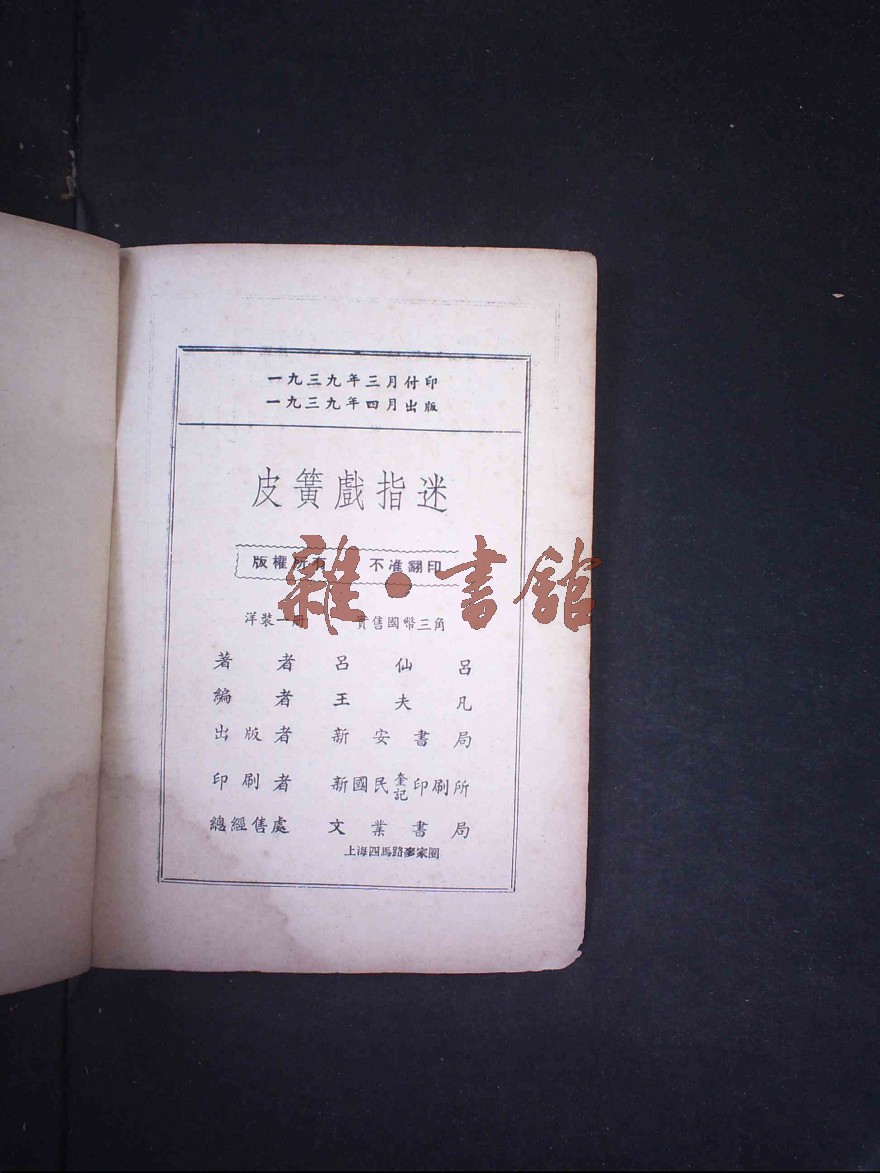 一九三九年三月付印
一九三九年四月出版
皮簧戲指迷
版權所有 不准翻印
雜·書館
洋裝一冊 實售國幣三角
著者 呂仙呂
編者 王夫凡
出版者 新安書局
印刷者 新國民奎記印刷所
總經售處 文業書局
上海四馬路麥家圈